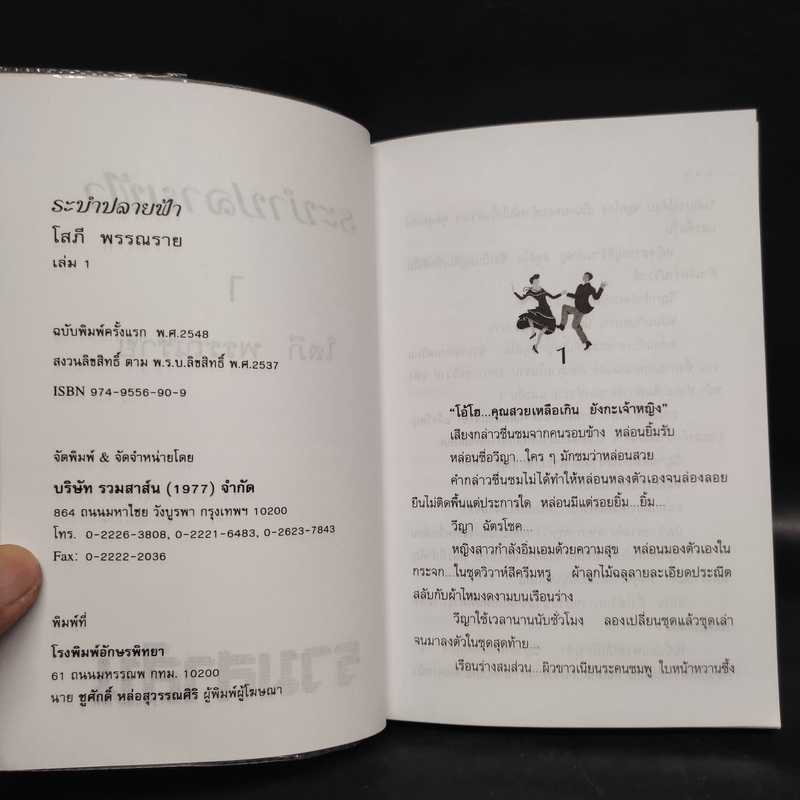 ระบำปลายฟ้า
โสภี พรรณราย
เล่ม 1
ฉบับพิมพ์ครั้งแรก พ.ศ.2548
สงวนลิขสิทธิ์ ตาม พ.ร.บ.ลิขสิทธิ์ พ.ศ.2537
ISBN 974-9556-90-9
จัดพิมพ์ & จัดจำหน่ายโดย
บริษัท รวมสาส์น (1977) จำกัด
864 ถนนมหาไชย วังบูรพา กรุงเทพฯ 10200
โทร. 0-2226-3808, 0-2221-6483, 0-2623-7843
Fax: 0-2222-2036
พิมพ์ที่
โรงพิมพ์อักษรพิทยา
61 ถนนมหรรณพ กทม. 10200
นาย ชูศักดิ์ หล่อสุวรรณศิริ ผู้พิมพ์ผู้โฆษณา
1
“โอ้โฮ...คุณสวยเหลือเกิน ยังกะเจ้าหญิง”
เสียงกล่าวชื่นชมจากคนรอบข้าง หล่อนยิ้มรับ
หล่อนชื่อวีญา...ใคร ๆ มักชมว่าหล่อนสวย
คำกล่าวชื่นชมไม่ได้ทำให้หล่อนหลงตัวเองจนล่องลอย
ยืนไม่ติดพื้นแต่ประการใด หล่อนมีแต่รอยยิ้ม...ยิ้ม...
วีญา ฉัตรโชค...
หญิงสาวกำลังอิ่มเอมด้วยความสุข หล่อนมองตัวเองใน
กระจก...ในชุดวิวาห์สีครีมหรู ผ้าลูกไม้ฉลุลายละเอียดประณีต
สลับกับผ้าไหมงดงามบนเรือนร่าง
วีญาใช้เวลานานนับชั่วโมง ลองเปลี่ยนชุดแล้วชุดเล่า
จนมาลงตัวในชุดสุดท้าย...
เรือนร่างสมส่วน...ผิวขาวเนียนระคนชมพู ใบหน้าหวานซึ้ง